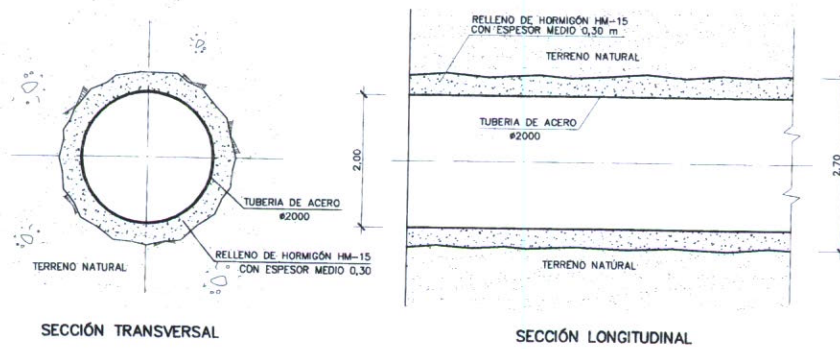 TUBERIA DE ACERO
ø2000
RELLENO DE HORMIGÓN HM-15
CON ESPESOR MEDIO 0,30
TERRENO NATURAL
SECCIÓN TRANSVERSAL
RELLENO DE HORMIGÓN HM-15
CON ESPESOR MEDIO 0,30 m
TERRENO NATURAL
TUBERIA DE ACERO
ø2000
2.00
2.70
TERRENO NATURAL
SECCIÓN LONGITUDINAL